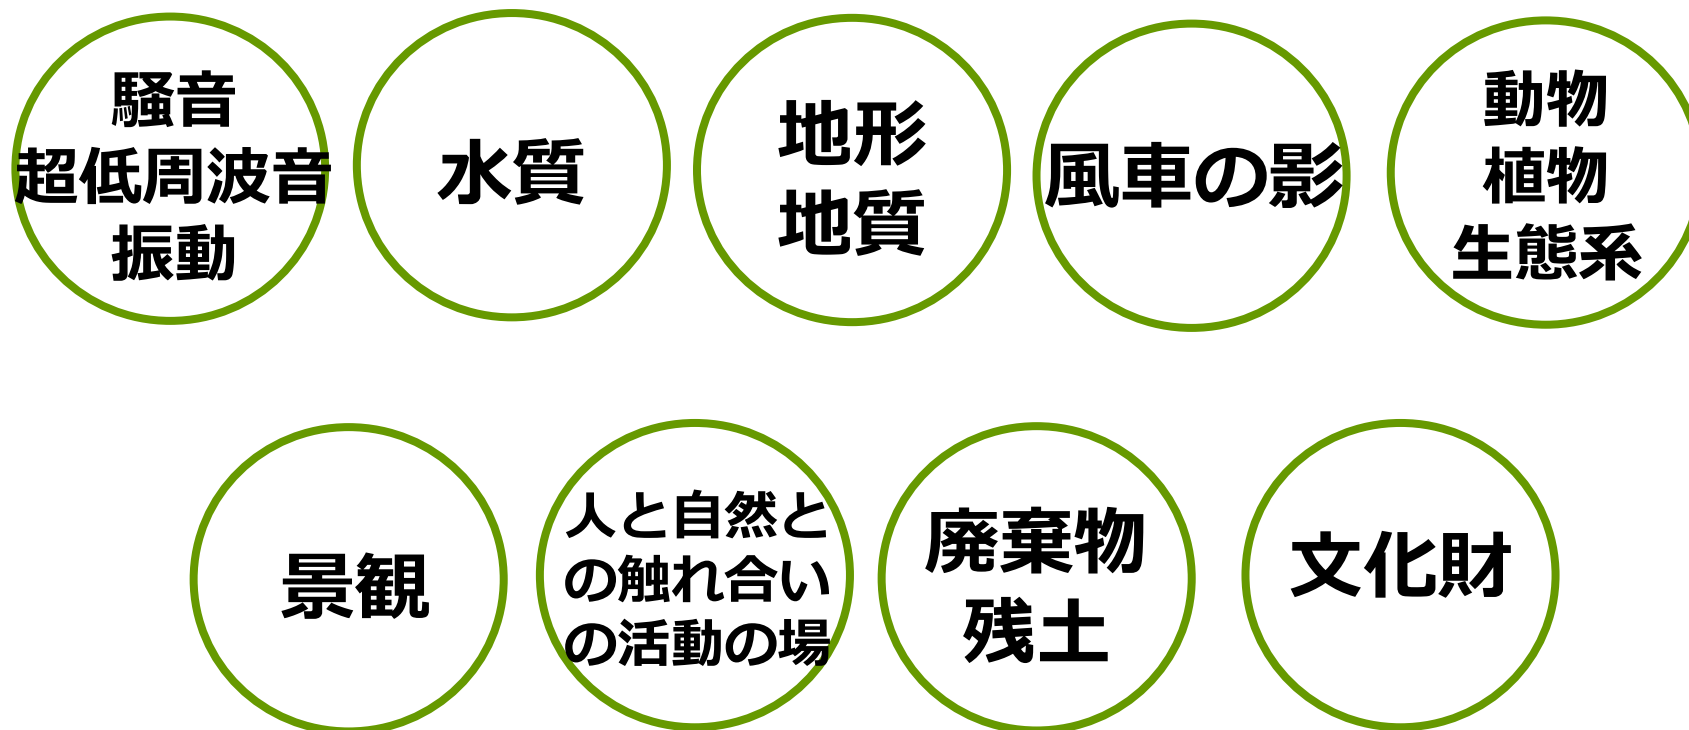 騒音
超低周波音
振動
水質
地形
地質
風車の影
動物
植物
生態系
景観
人と自然と
の触れ合い
の活動の場
廃棄物
残土
文化財